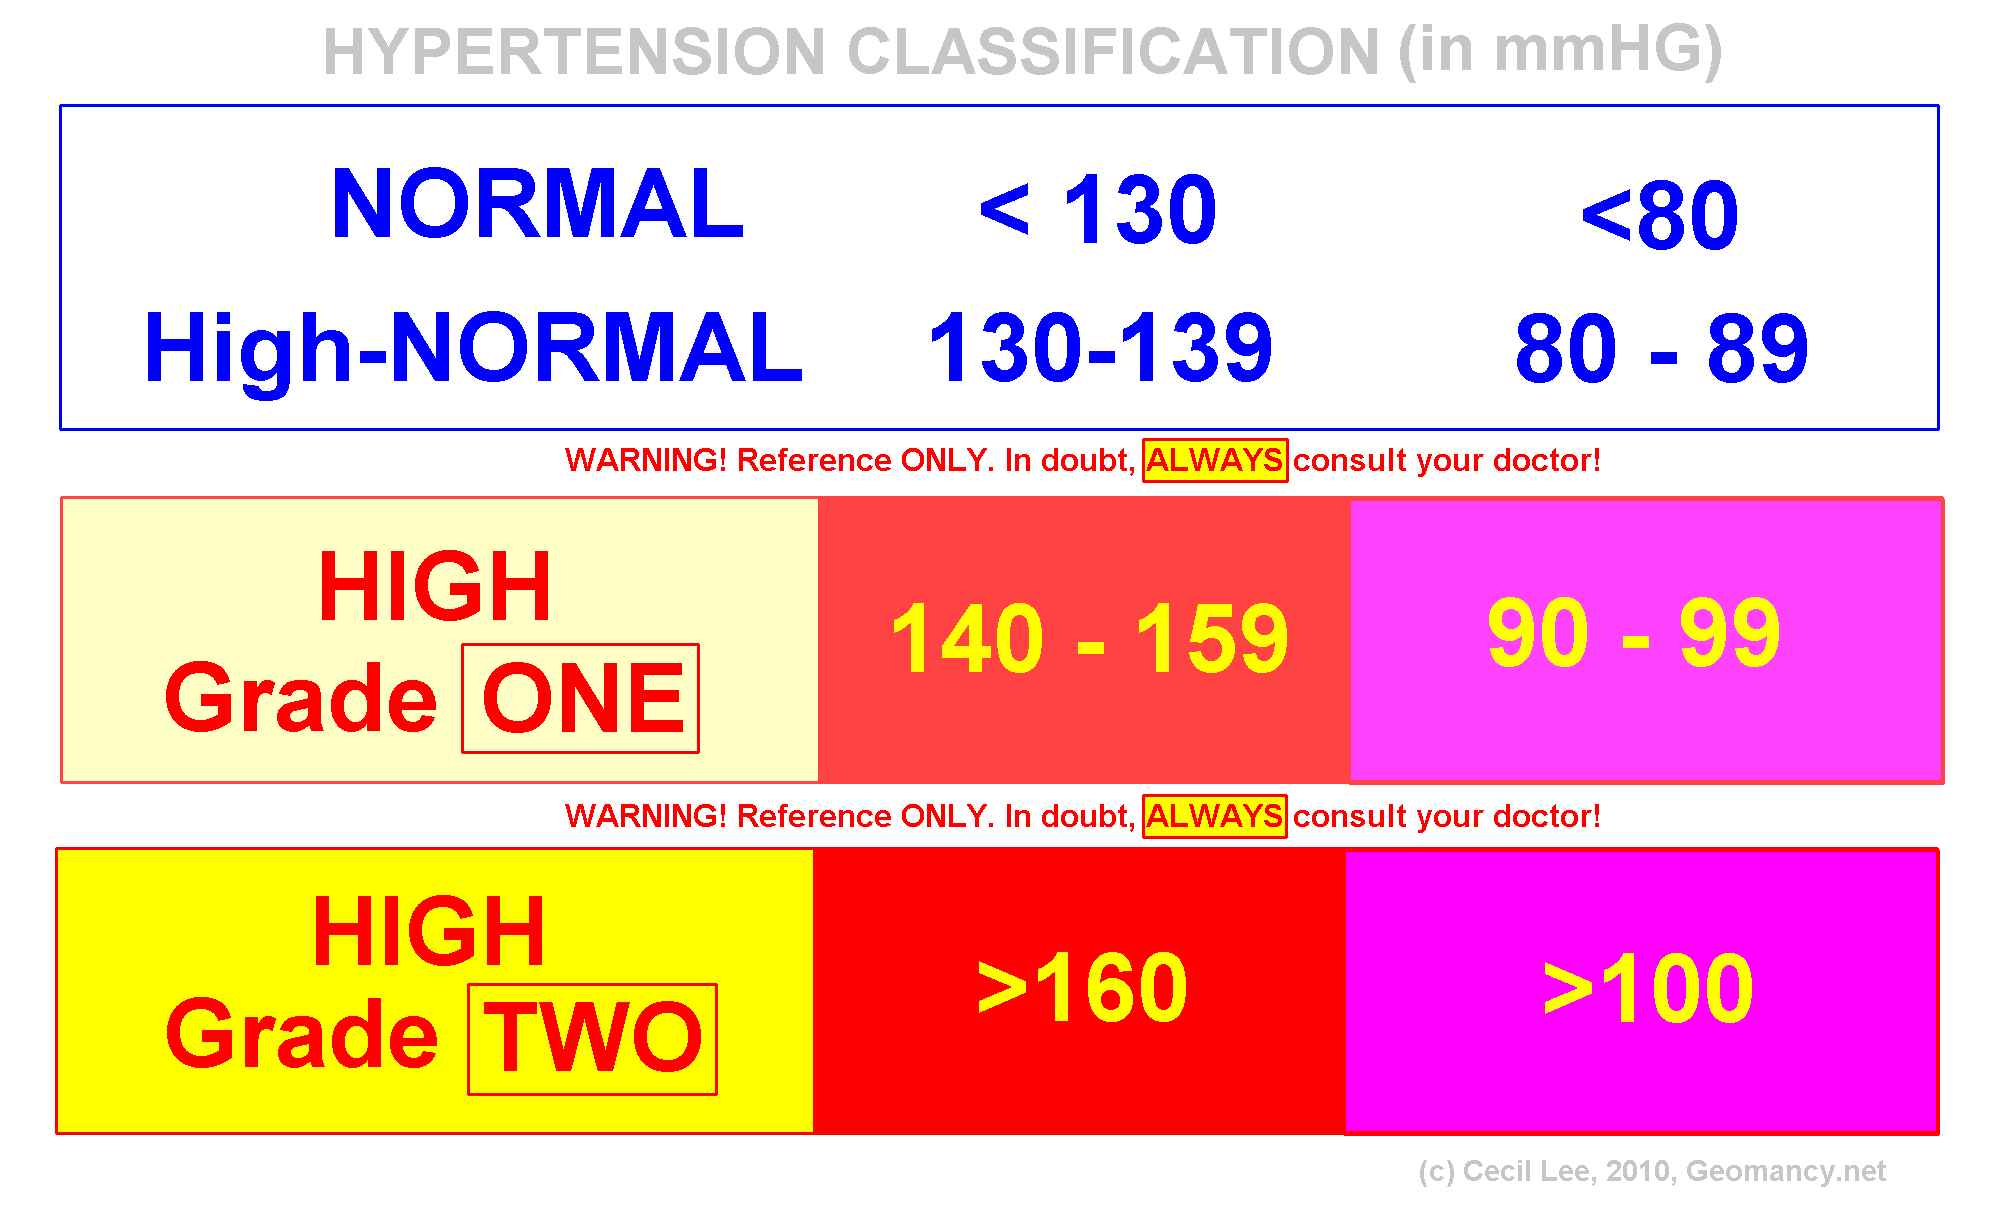 HYPERTENSION CLASSIFICATION (in mmHG)
NORMAL < 130 <80
High-NORMAL 130-139 80 - 89
WARNING! Reference ONLY. In doubt, ALWAYS consult your doctor!
HIGH
Grade ONE 140 - 159 90 - 99
WARNING! Reference ONLY. In doubt, ALWAYS consult your doctor!
HIGH
Grade TWO >160 >100
(c) Cecil Lee, 2010, Geomancy.net